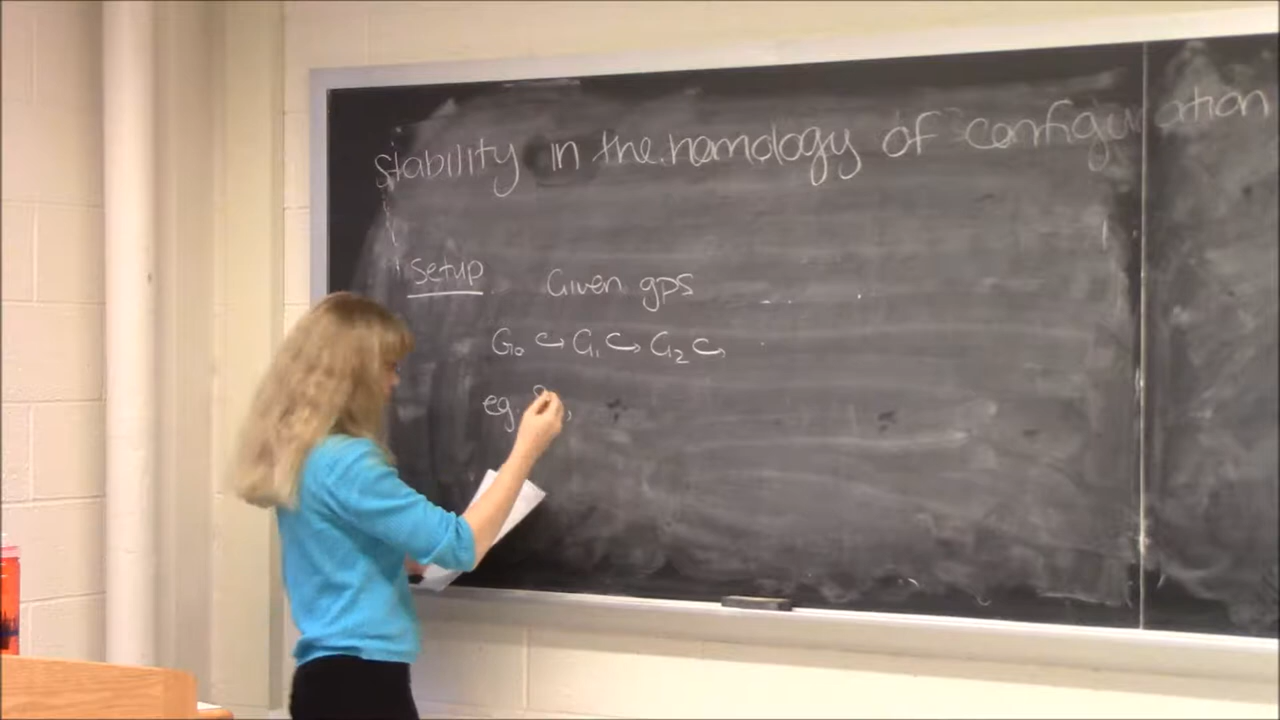 stability in the homology of configuration
Setup. Given gps
G₀ ↪ G₁ ↪ G₂ ↪
eg.